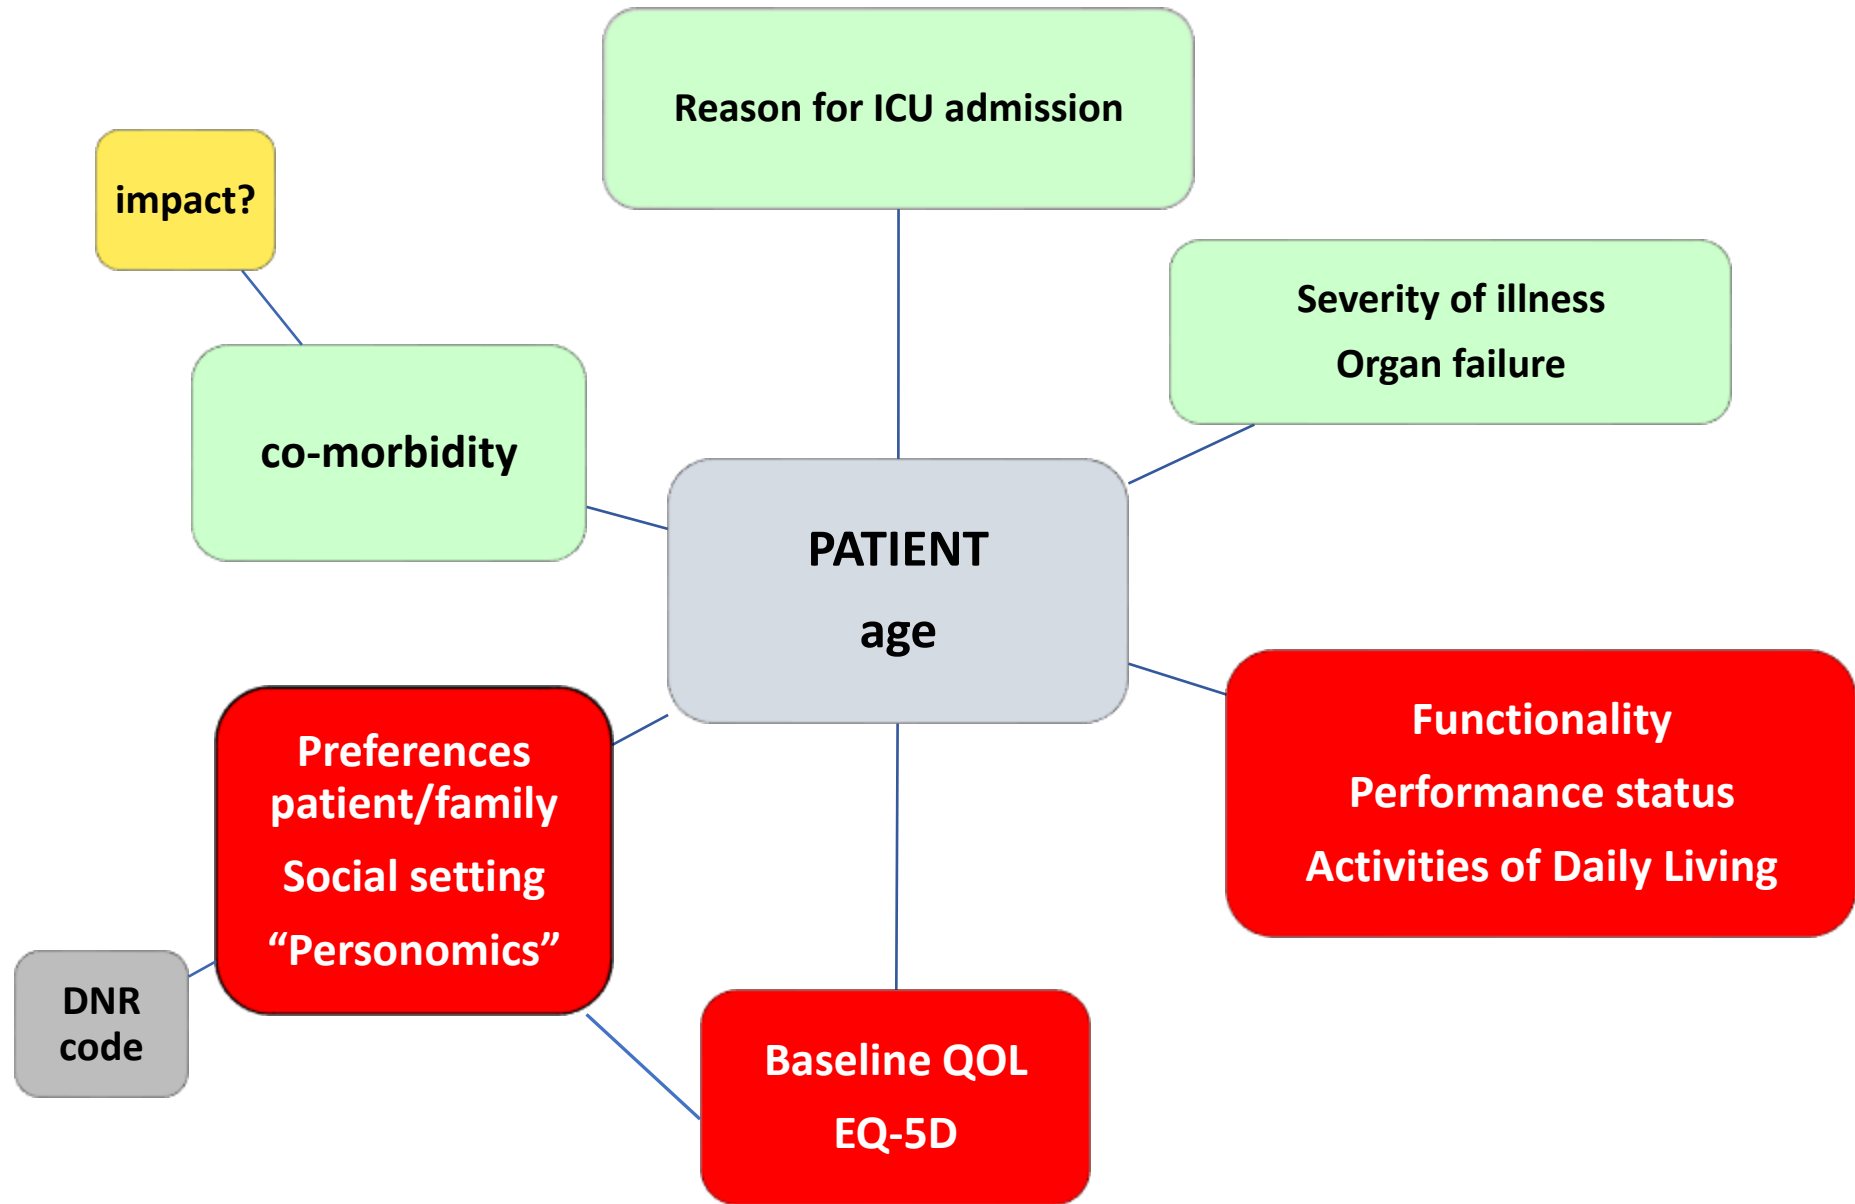 Reason for ICU admission
impact?
Severity of illness
Organ failure
co-morbidity
PATIENT
age
Functionality
Performance status
Activities of Daily Living
Preferences
patient/family
Social setting
“Personomics”
DNR
code
Baseline QOL
EQ-5D